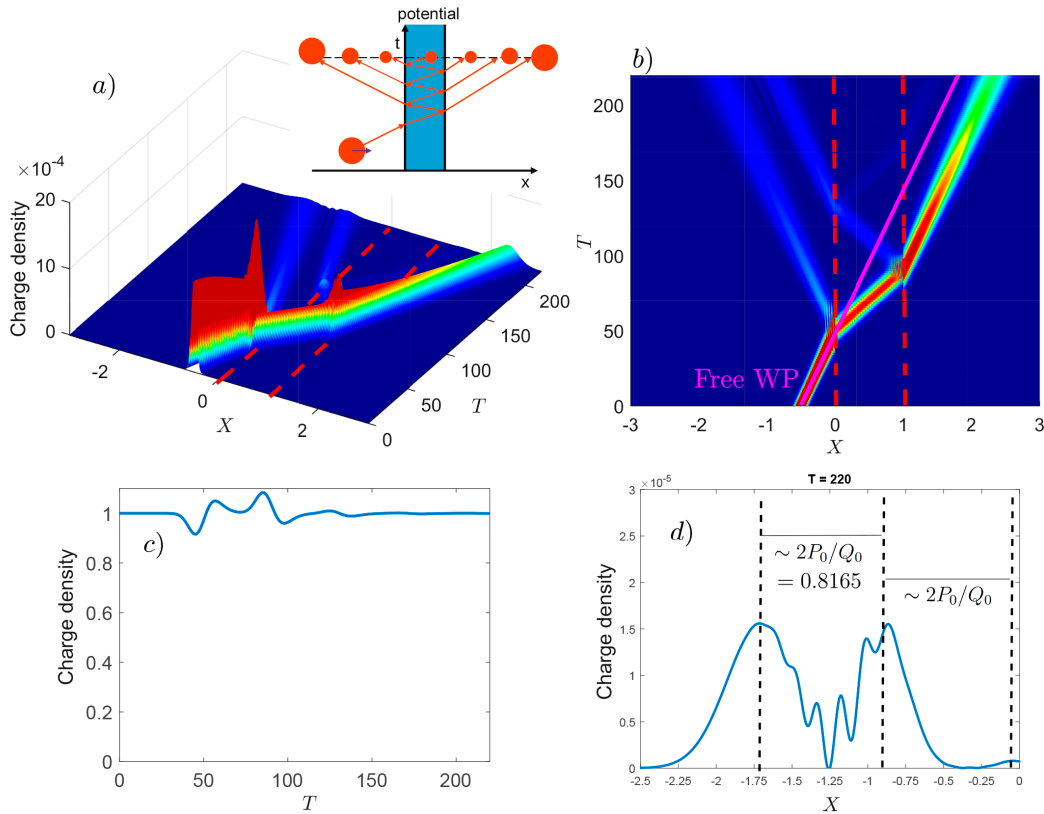 potential
t
x
a)
×10⁻⁴
20
10
0
Charge density
-2
0
2
X
0
50
100
150
200
T
b)
200
150
100
50
0
T
Free WP
-3
-2
-1
0
1
2
3
X
c)
1
0.8
0.6
0.4
0.2
0
Charge density
0
50
100
150
200
T
T = 220
×10⁻⁵
d)
3
2.5
2
1.5
1
0.5
0
Charge density
∼ 2P₀/Q₀
= 0.8165
∼ 2P₀/Q₀
-2.5
-2.25
-2
-1.75
-1.5
-1.25
-1
-0.75
-0.5
-0.25
0
X